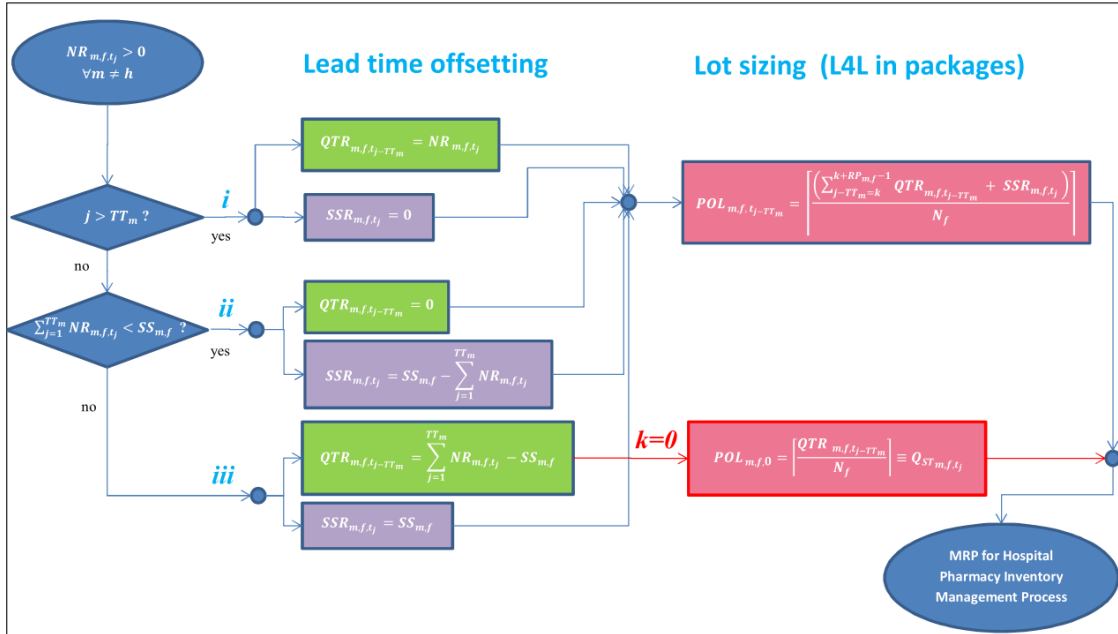 NR_{m,f,t_j} > 0
∀m ≠ h
Lead time offsetting
Lot sizing (L4L in packages)
QTR_{m,f,t_{j-TT_m}} = NR_{m,f,t_j}
j > TT_m ?
i
yes
SSR_{m,f,t_j} = 0
POL_{m,f,t_{j-TT_m}} = ⌈(∑_{j-TT_m=k}^{k+RP_{m,f}-1} QTR_{m,f,t_{j-TT_m}} + SSR_{m,f,t_j}) / N_f⌉
no
∑_{j=1}^{TT_m} NR_{m,f,t_j} < SS_{m,f} ?
ii
yes
QTR_{m,f,t_{j-TT_m}} = 0
SSR_{m,f,t_j} = SS_{m,f} - ∑_{j=1}^{TT_m} NR_{m,f,t_j}
no
iii
QTR_{m,f,t_{j-TT_m}} = ∑_{j=1}^{TT_m} NR_{m,f,t_j} - SS_{m,f}
k=0
POL_{m,f,0} = ⌈QTR_{m,f,t_{j-TT_m}} / N_f⌉ ≡ Q_{ST_{m,f,t_j}}
SSR_{m,f,t_j} = SS_{m,f}
MRP for Hospital
Pharmacy Inventory
Management Process